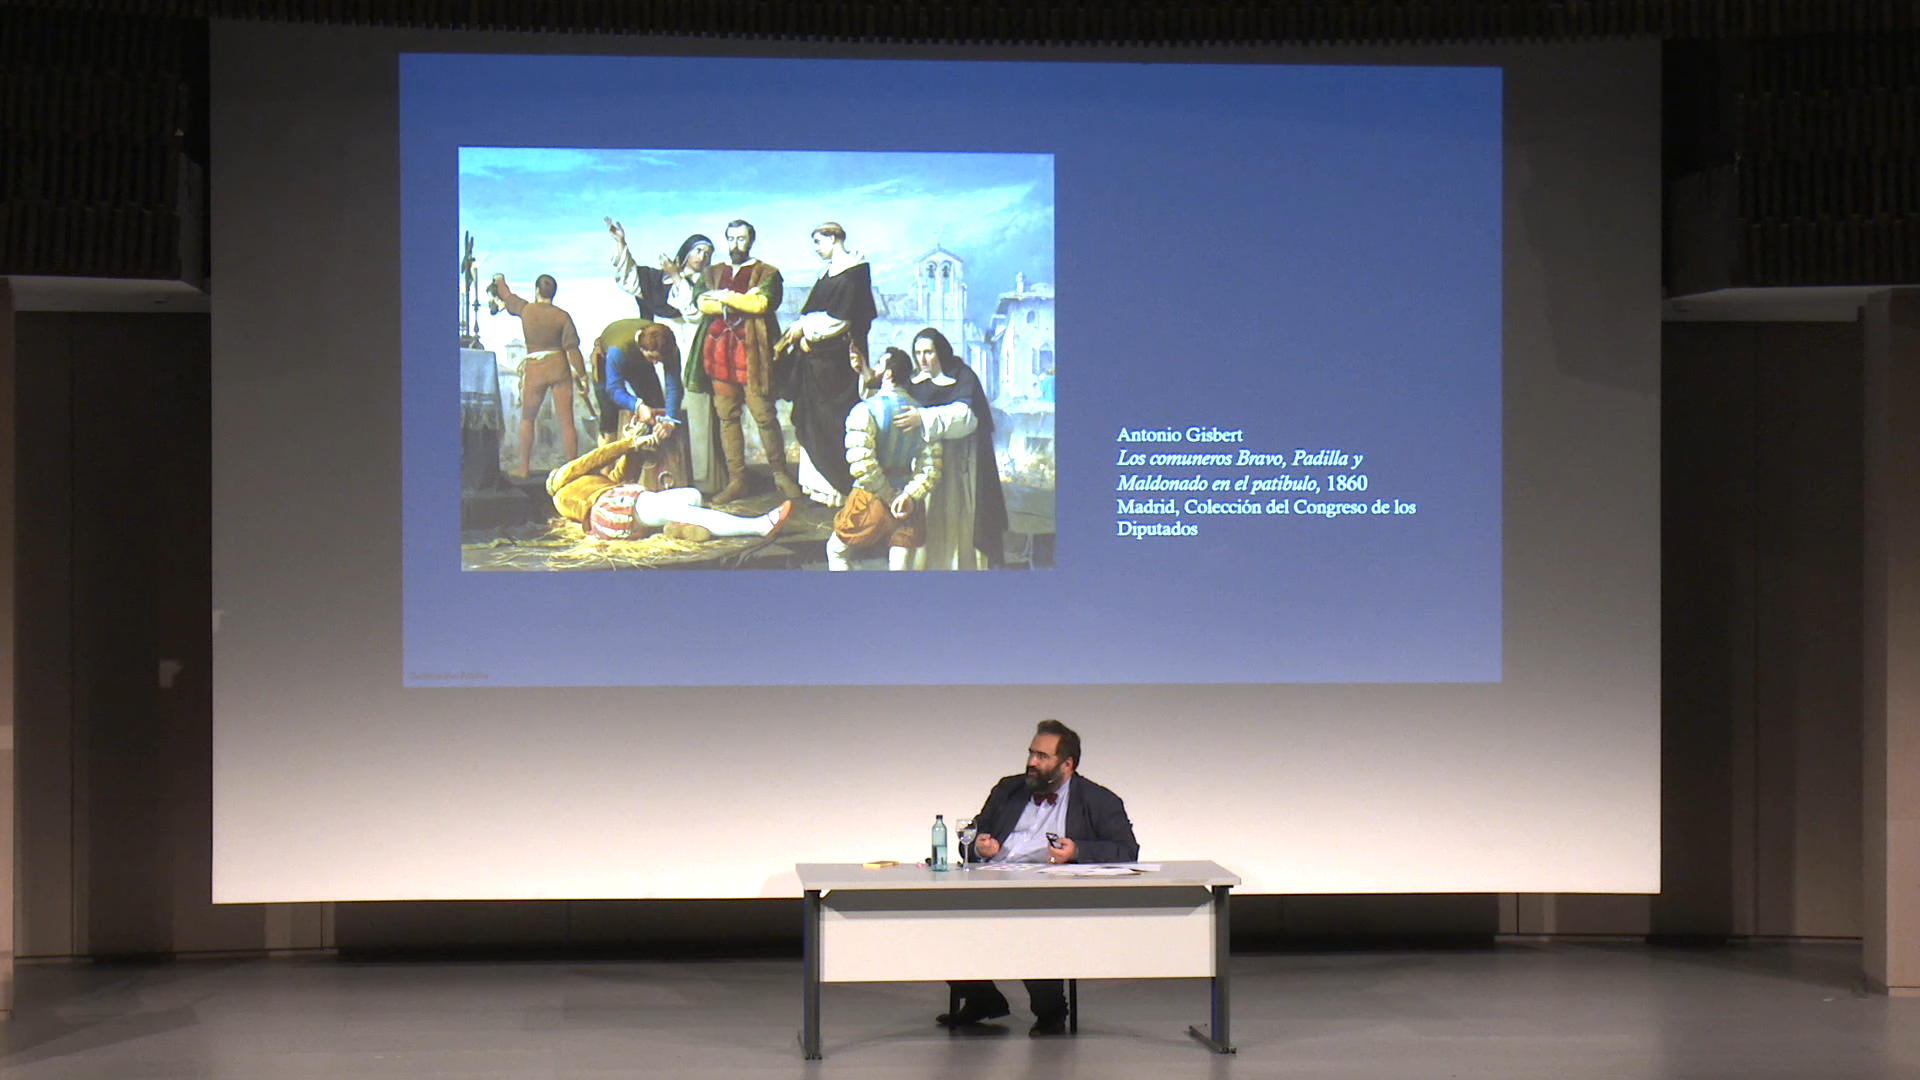 Antonio Gisbert
Los comuneros Bravo, Padilla y
Maldonado en el patíbulo, 1860
Madrid, Colección del Congreso de los
Diputados